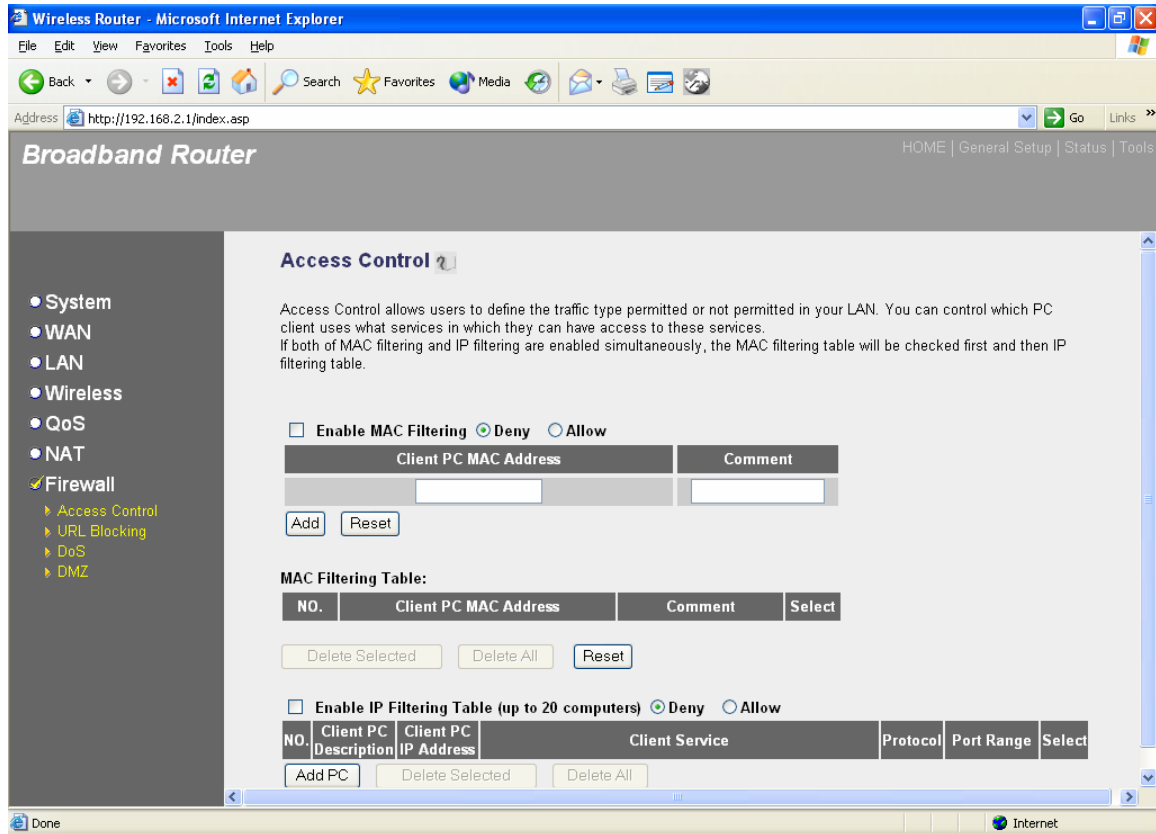 Wireless Router - Microsoft Internet Explorer
File Edit View Favorites Tools Help
Back Search Favorites Media
Address http://192.168.2.1/index.asp Go Links »
Broadband Router
HOME | General Setup | Status | Tools
System
WAN
LAN
Wireless
QoS
NAT
Firewall
Access Control
URL Blocking
DoS
DMZ
Access Control
Access Control allows users to define the traffic type permitted or not permitted in your LAN. You can control which PC
client uses what services in which they can have access to these services.
If both of MAC filtering and IP filtering are enabled simultaneously, the MAC filtering table will be checked first and then IP
filtering table.
Enable MAC Filtering Deny Allow
Client PC MAC Address Comment
Add Reset
MAC Filtering Table:
NO. Client PC MAC Address Comment Select
Delete Selected Delete All Reset
Enable IP Filtering Table (up to 20 computers) Deny Allow
NO. Client PC Description Client PC IP Address Client Service Protocol Port Range Select
Add PC Delete Selected Delete All
Done Internet